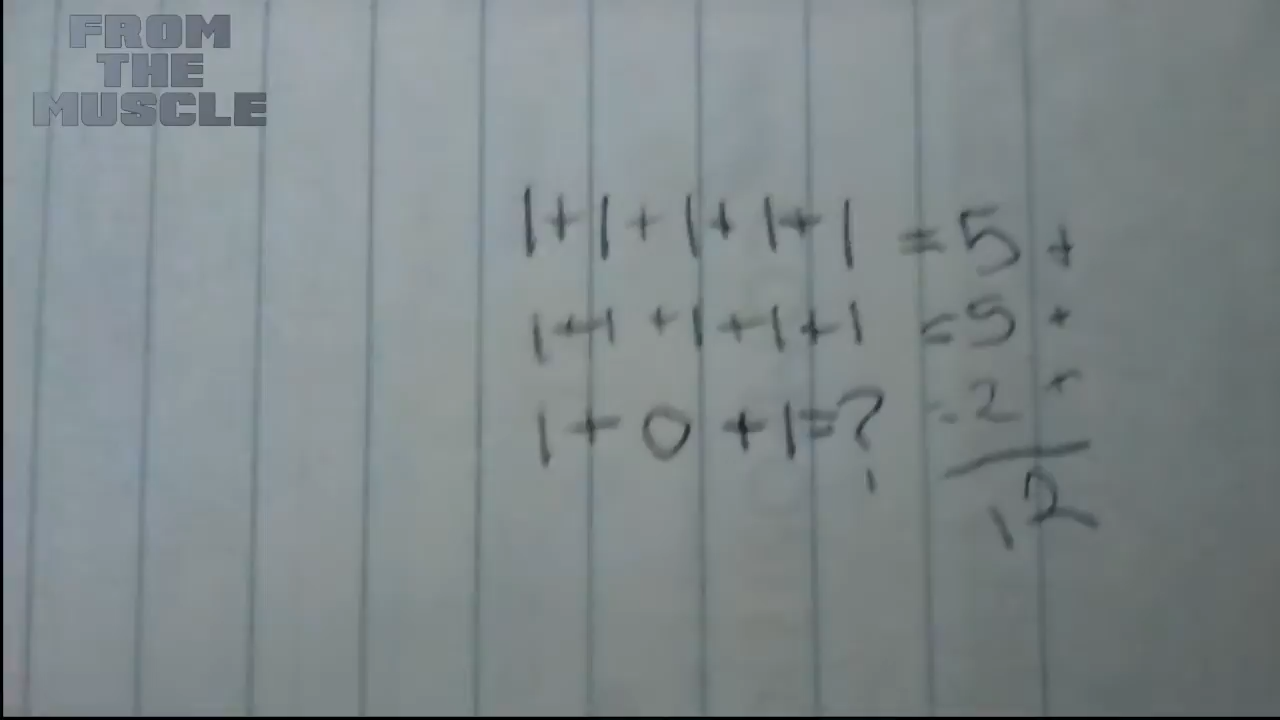 FROM
THE
MUSCLE
1+1+1+1+1 = 5 +
1+1+1+1+1 = 5 +
1+0+1=? = 2 +
12